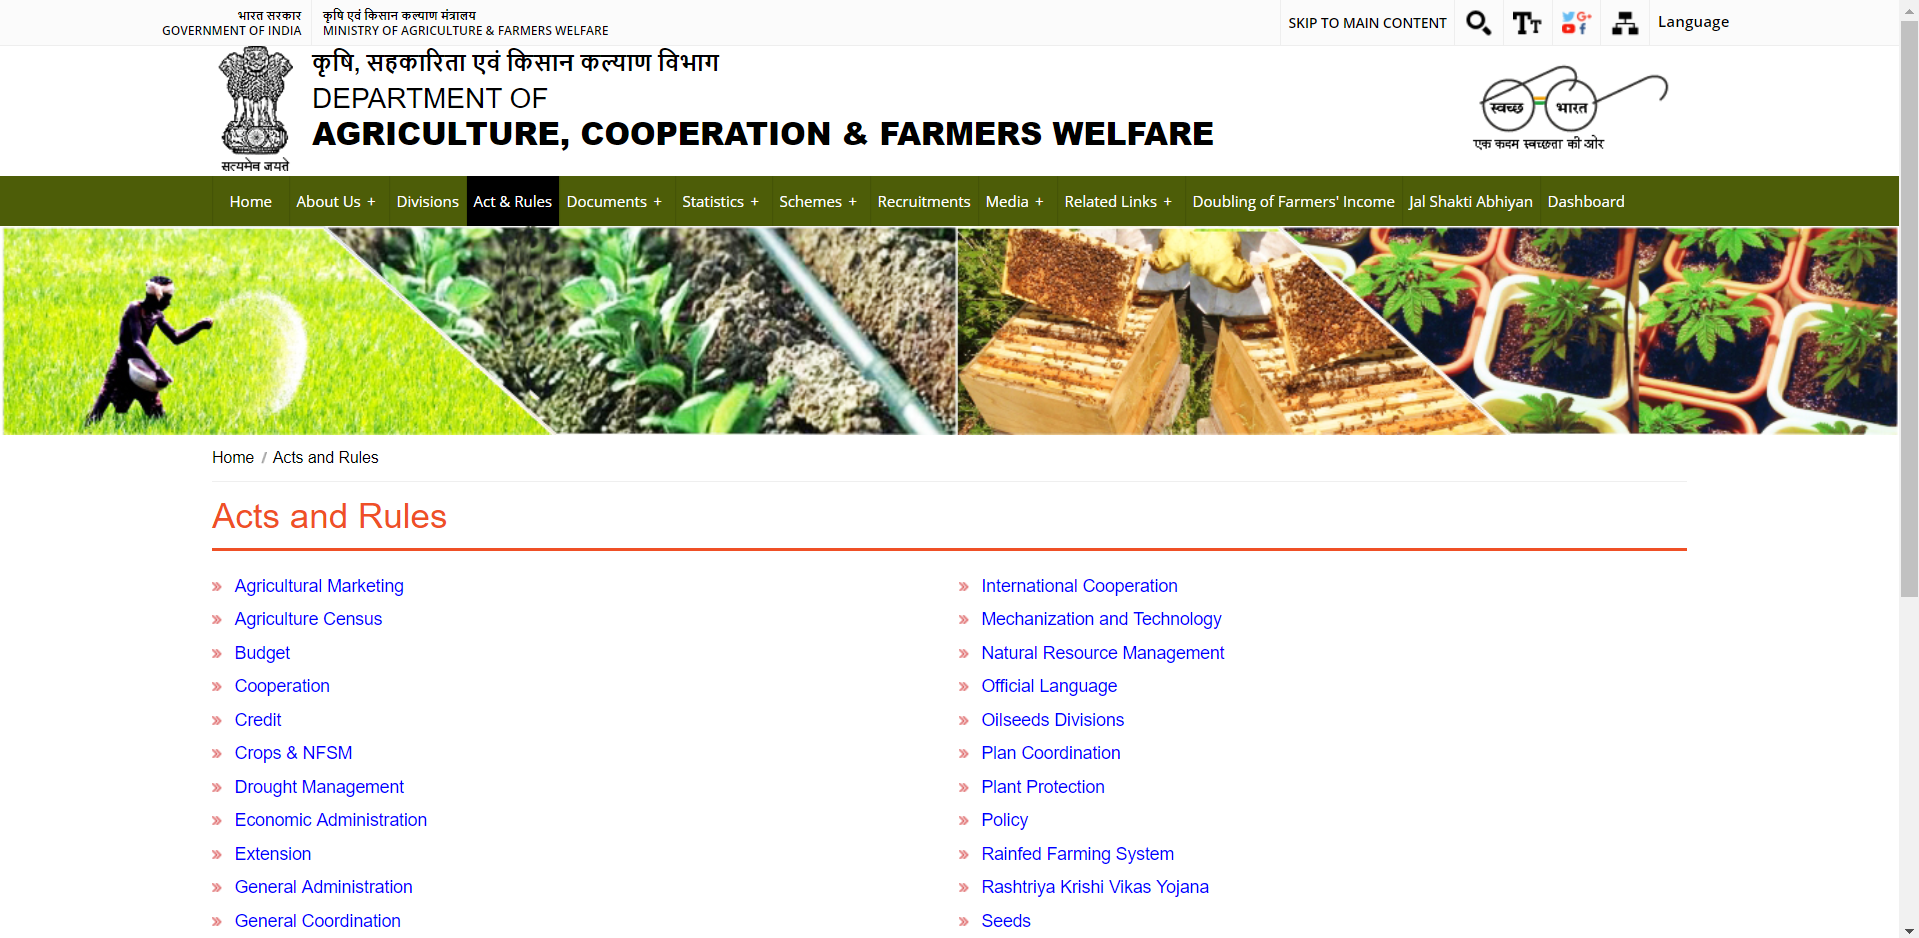 भारत सरकार
GOVERNMENT OF INDIA
कृषि एवं किसान कल्याण मंत्रालय
MINISTRY OF AGRICULTURE & FARMERS WELFARE
SKIP TO MAIN CONTENT
Language
कृषि, सहकारिता एवं किसान कल्याण विभाग
DEPARTMENT OF
AGRICULTURE, COOPERATION & FARMERS WELFARE
सत्यमेव जयते
स्वच्छ भारत
एक कदम स्वच्छता की ओर
Home About Us + Divisions Act & Rules Documents + Statistics + Schemes + Recruitments Media + Related Links + Doubling of Farmers' Income Jal Shakti Abhiyan Dashboard
Home / Acts and Rules
Acts and Rules
Agricultural Marketing
Agriculture Census
Budget
Cooperation
Credit
Crops & NFSM
Drought Management
Economic Administration
Extension
General Administration
General Coordination
International Cooperation
Mechanization and Technology
Natural Resource Management
Official Language
Oilseeds Divisions
Plan Coordination
Plant Protection
Policy
Rainfed Farming System
Rashtriya Krishi Vikas Yojana
Seeds